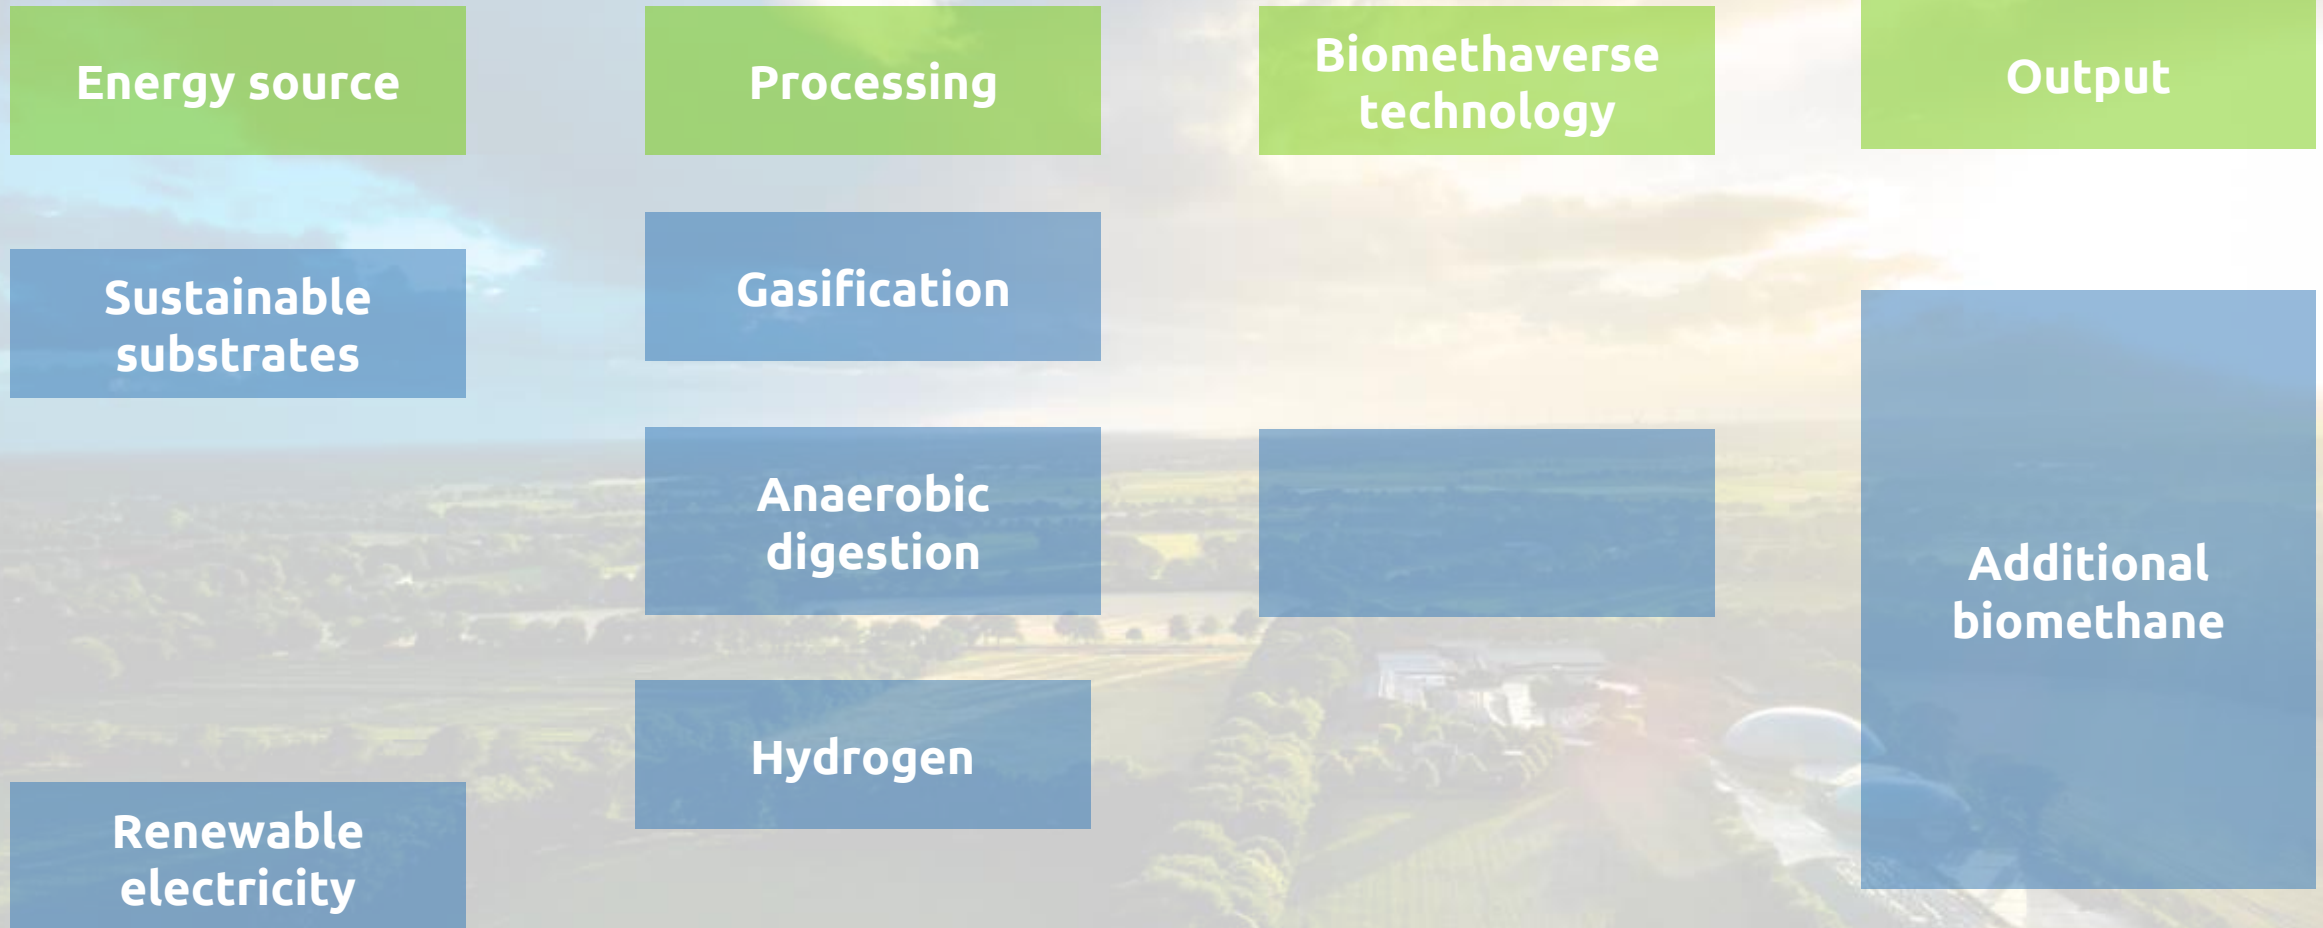 Energy source
Processing
Biomethaverse
technology
Output
Sustainable
substrates
Gasification
Anaerobic
digestion
Hydrogen
Additional
biomethane
Renewable
electricity